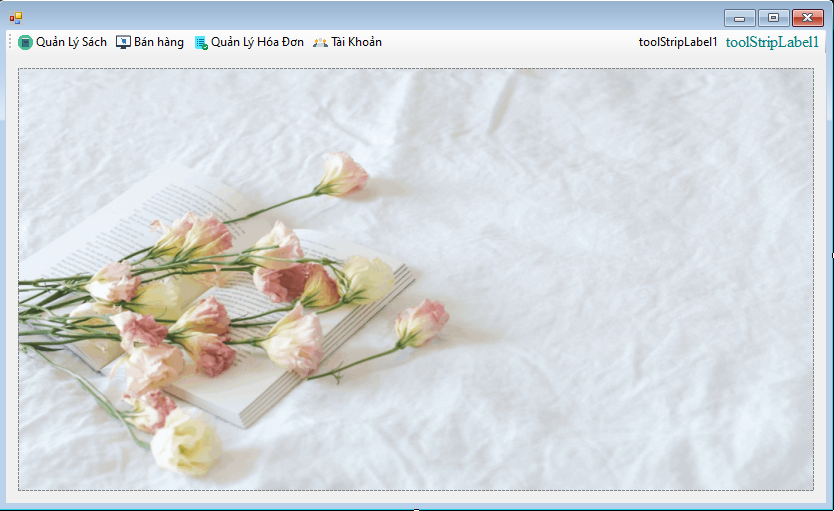 Quản Lý Sách Bán hàng Quản Lý Hóa Đơn Tài Khoản toolStripLabel1 toolStripLabel1